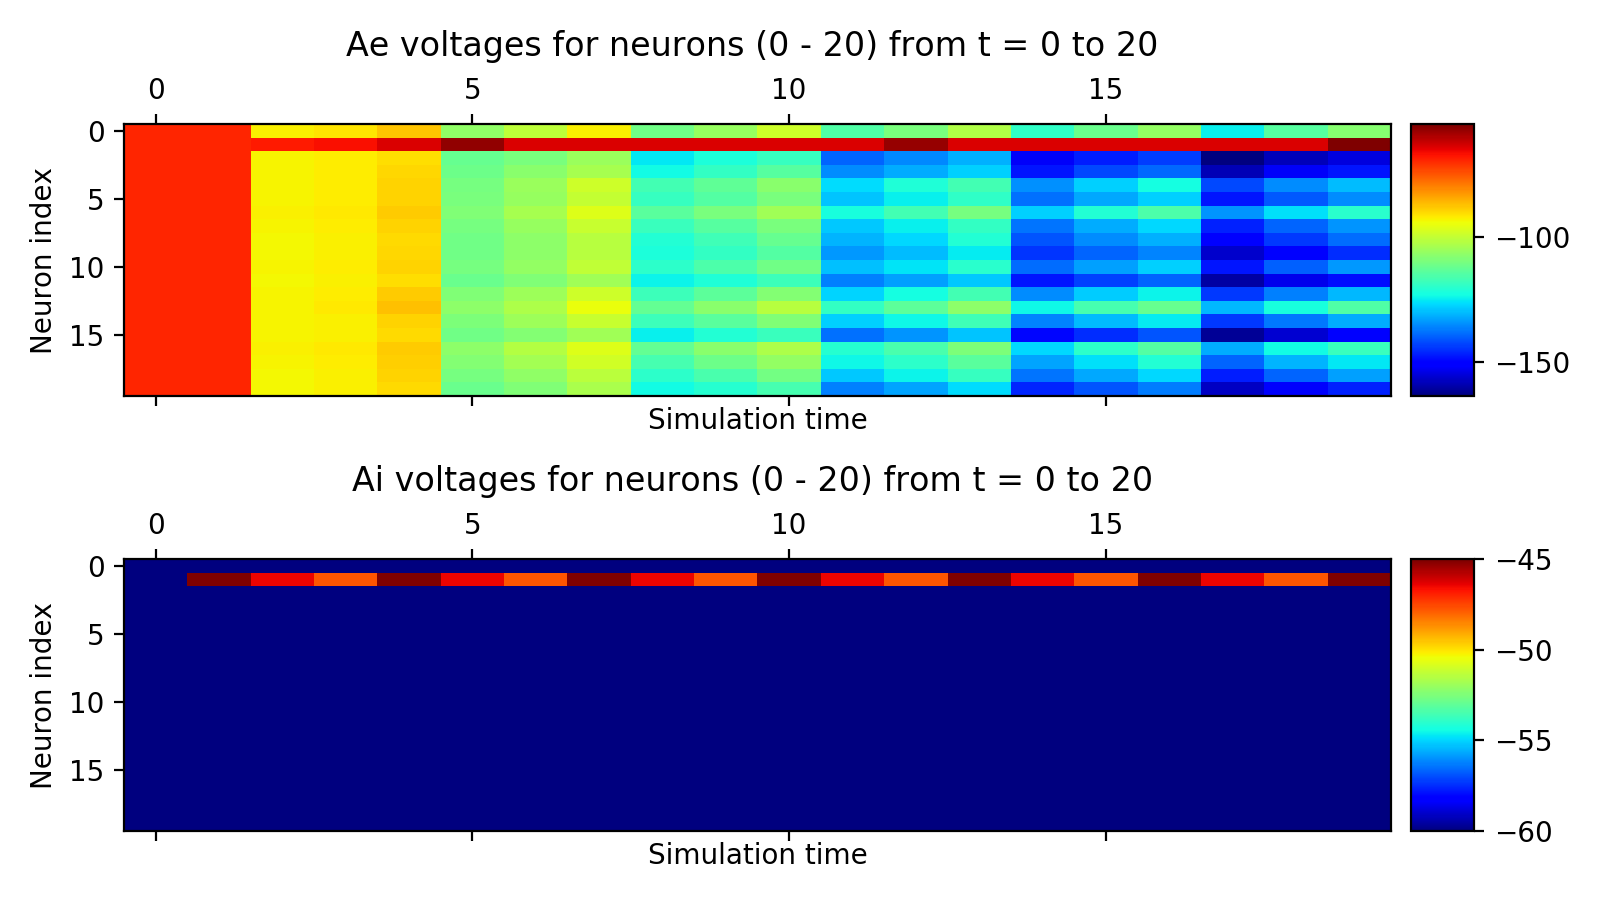 Ae voltages for neurons (0 - 20) from t = 0 to 20
0 5 10 15
0
5
10
15
Neuron index
−100
−150
Simulation time
Ai voltages for neurons (0 - 20) from t = 0 to 20
0 5 10 15
0
5
10
15
Neuron index
−45
−50
−55
−60
Simulation time